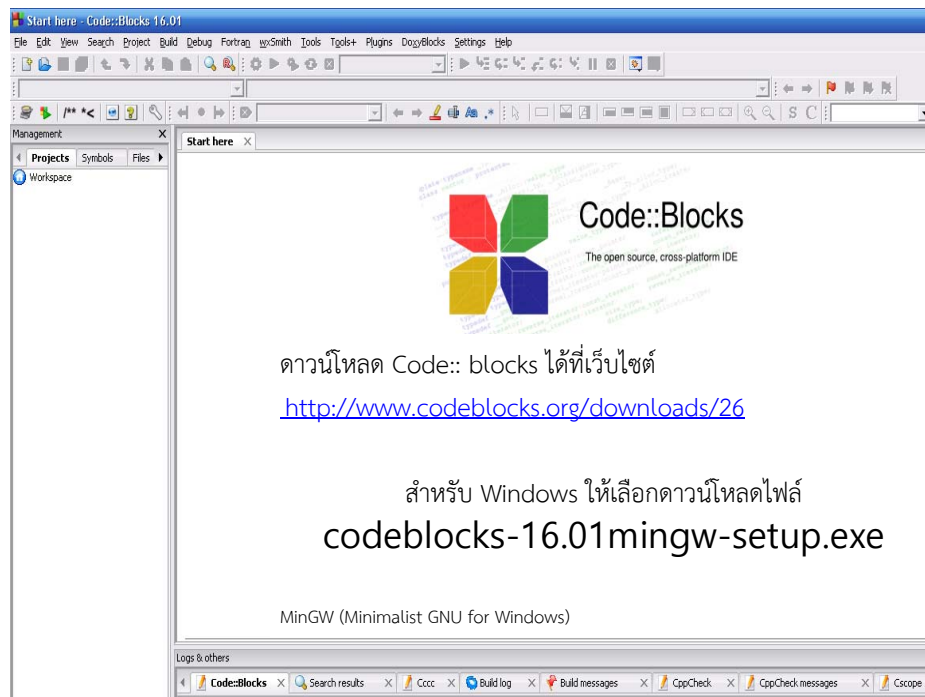 Start here - Code::Blocks 16.01
File Edit View Search Project Build Debug Fortran wxSmith Tools Tools+ Plugins DoxyBlocks Settings Help
/** *<
S C
Management X
Start here X
Projects Symbols Files
Workspace
Code::Blocks
The open source, cross-platform IDE
ดาวน์โหลด Code:: blocks ได้ที่เว็บไซต์
http://www.codeblocks.org/downloads/26
สำหรับ Windows ให้เลือกดาวน์โหลดไฟล์
codeblocks-16.01mingw-setup.exe
MinGW (Minimalist GNU for Windows)
Logs & others
Code::Blocks X Search results X Cccc X Build log X Build messages X CppCheck X CppCheck messages X Cscope